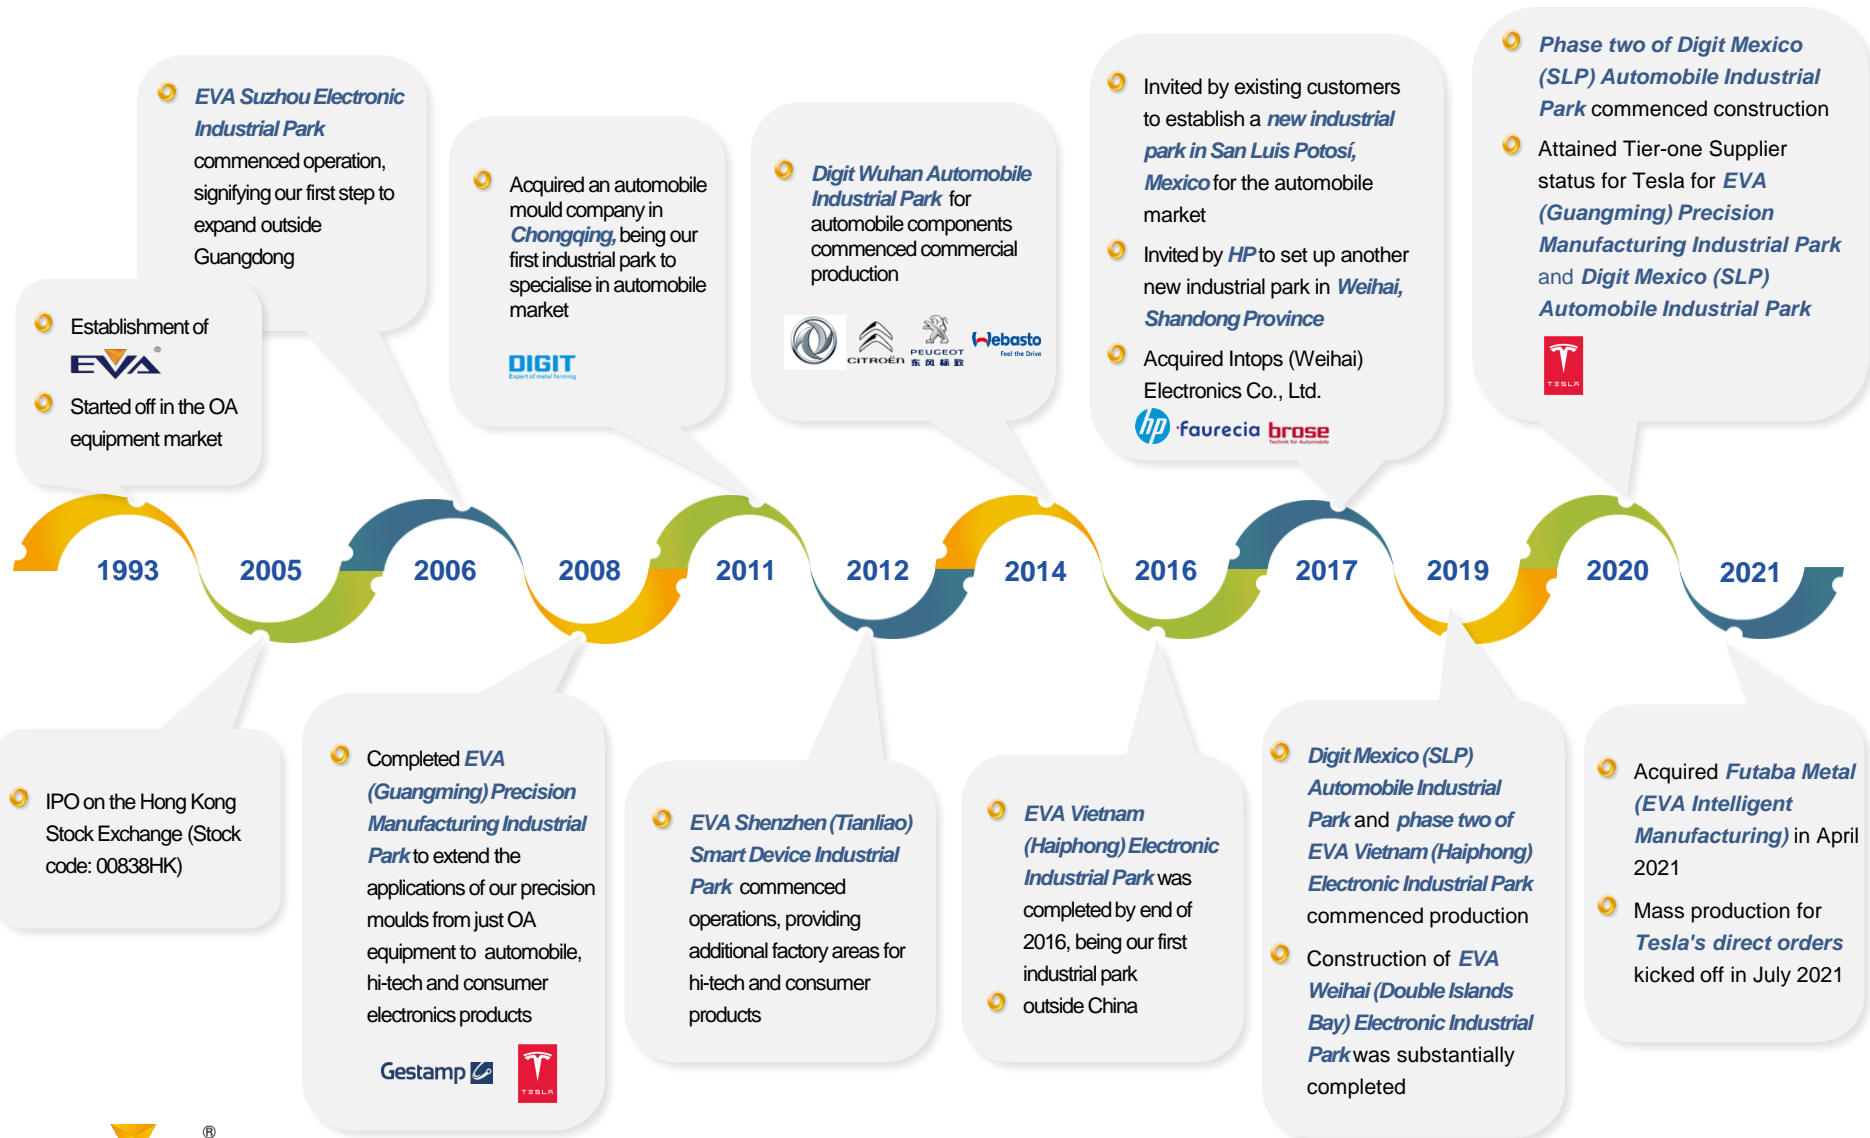 EVA Suzhou Electronic
Industrial Park
commenced operation,
signifying our first step to
expand outside
Guangdong
Establishment of
EVA®
Started off in the OA
equipment market
Acquired an automobile
mould company in
Chongqing, being our
first industrial park to
specialise in automobile
market
DIGIT
Expert of metal forming
Digit Wuhan Automobile
Industrial Park for
automobile components
commenced commercial
production
CITROËN
PEUGEOT
东风标致
Webasto
Feel the Drive
Invited by existing customers
to establish a new industrial
park in San Luis Potosí,
Mexico for the automobile
market
Invited by HP to set up another
new industrial park in Weihai,
Shandong Province
Acquired Intops (Weihai)
Electronics Co., Ltd.
hp faurecia brose
Technik für Automobile
Phase two of Digit Mexico
(SLP) Automobile Industrial
Park commenced construction
Attained Tier-one Supplier
status for Tesla for EVA
(Guangming) Precision
Manufacturing Industrial Park
and Digit Mexico (SLP)
Automobile Industrial Park
TESLA
1993 2005 2006 2008 2011 2012 2014 2016 2017 2019 2020 2021
IPO on the Hong Kong
Stock Exchange (Stock
code: 00838HK)
Completed EVA
(Guangming) Precision
Manufacturing Industrial
Park to extend the
applications of our precision
moulds from just OA
equipment to automobile,
hi-tech and consumer
electronics products
Gestamp
TESLA
EVA Shenzhen (Tianliao)
Smart Device Industrial
Park commenced
operations, providing
additional factory areas for
hi-tech and consumer
products
EVA Vietnam
(Haiphong) Electronic
Industrial Park was
completed by end of
2016, being our first
industrial park
outside China
Digit Mexico (SLP)
Automobile Industrial
Park and phase two of
EVA Vietnam (Haiphong)
Electronic Industrial Park
commenced production
Construction of EVA
Weihai (Double Islands
Bay) Electronic Industrial
Park was substantially
completed
Acquired Futaba Metal
(EVA Intelligent
Manufacturing) in April
2021
Mass production for
Tesla's direct orders
kicked off in July 2021
®